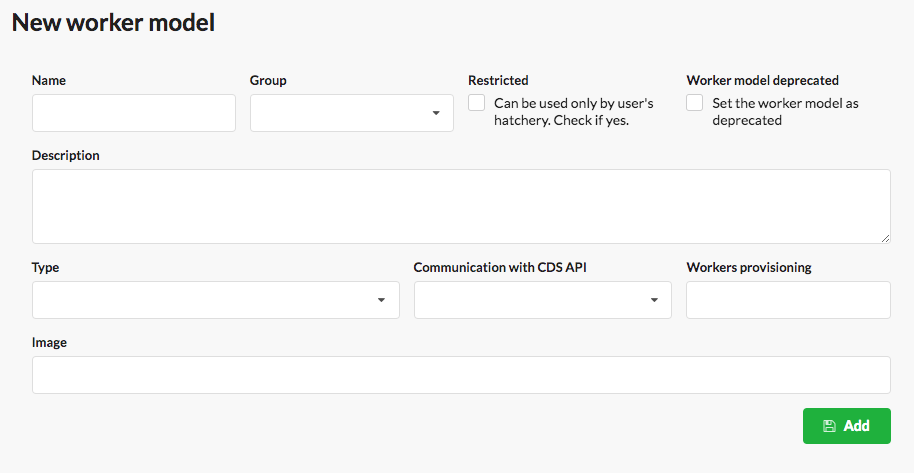 New worker model
Name
Group
Restricted
Worker model deprecated
Can be used only by user's
hatchery. Check if yes.
Set the worker model as
deprecated
Description
Type
Communication with CDS API
Workers provisioning
Image
Add